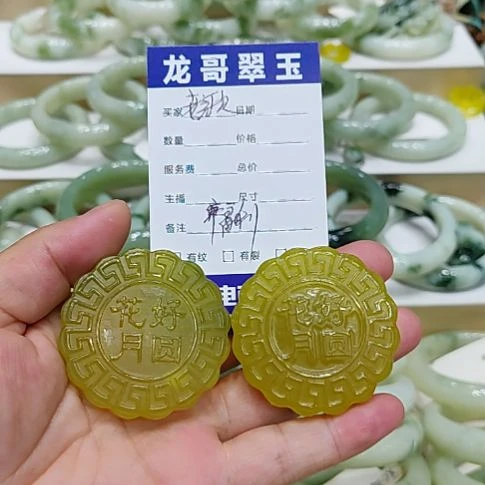 龙哥翠玉
买家 日期
数量 价格
服务费 总价
主播 尺寸
备注
有纹 有裂
花好 花好
月圆 月圆